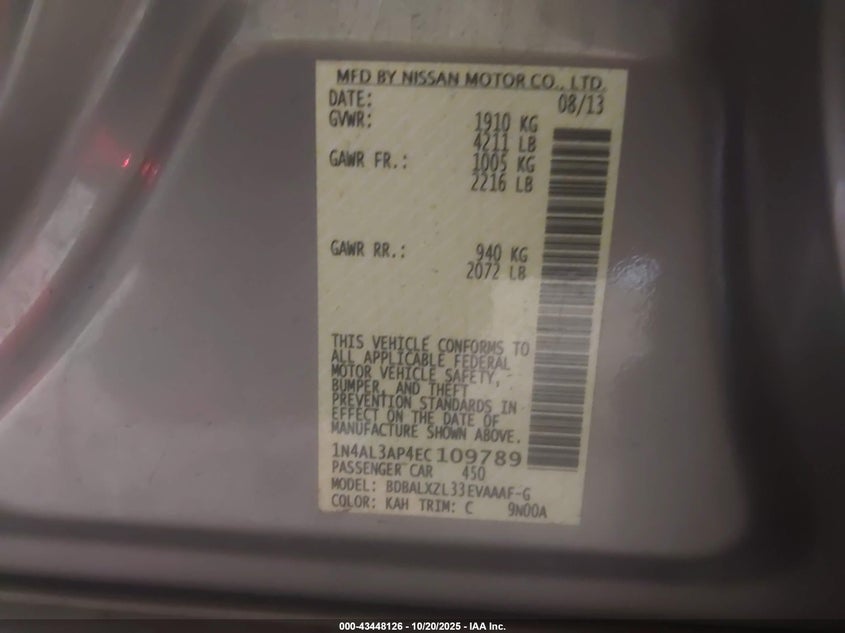 MFD BY NISSAN MOTOR CO., LTD.
DATE: 08/13
GVWR: 1910 KG
4211 LB
GAWR FR.: 1005 KG
2216 LB
GAWR RR.: 940 KG
2072 LB
THIS VEHICLE CONFORMS TO
ALL APPLICABLE FEDERAL
MOTOR VEHICLE SAFETY,
BUMPER, AND THEFT
PREVENTION STANDARDS IN
EFFECT ON THE DATE OF
MANUFACTURE SHOWN ABOVE.
1N4AL3AP4EC109789
PASSENGER CAR 450
MODEL: BDBALXZL33EVAAAF-G
COLOR: KAH TRIM: C 9N00A
000-43448126 - 10/20/2025 - IAA Inc.